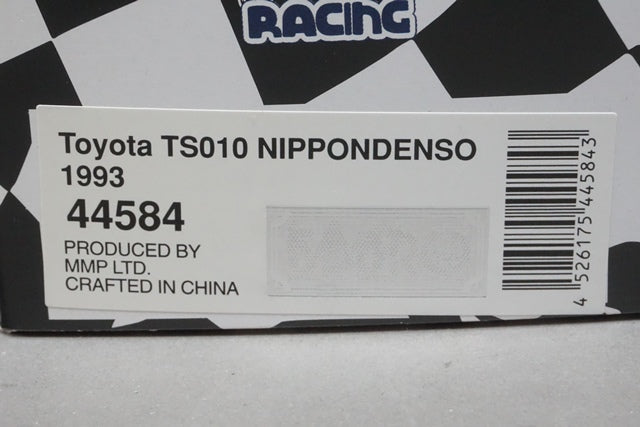 RACING
Toyota TS010 NIPPONDENSO
1993
44584
PRODUCED BY
MMP LTD.
CRAFTED IN CHINA
4 526175 445843